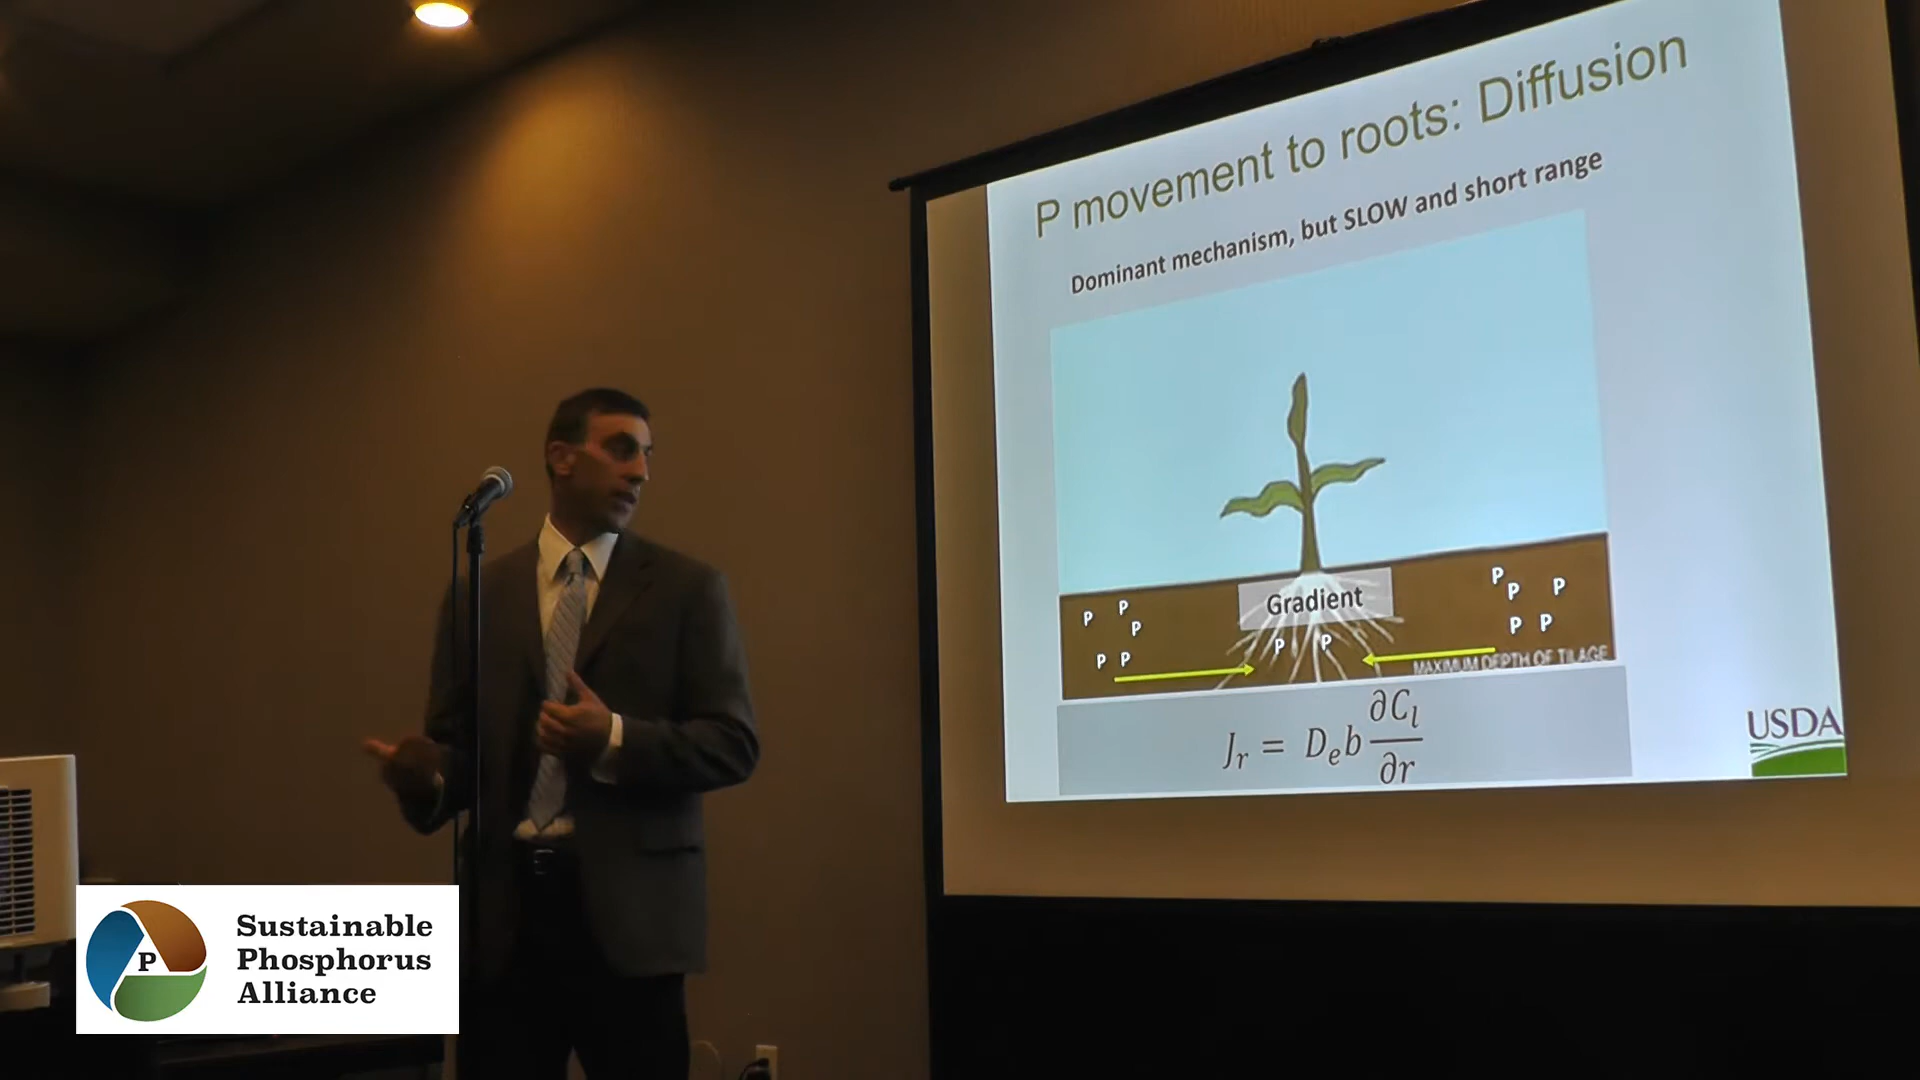 P movement to roots: Diffusion
Dominant mechanism, but SLOW and short range
Gradient
P P P P P
P P
P P P P P
MAXIMUM DEPTH OF TILAGE
J_r = D_e b ∂C_l/∂r
USDA
P
Sustainable
Phosphorus
Alliance